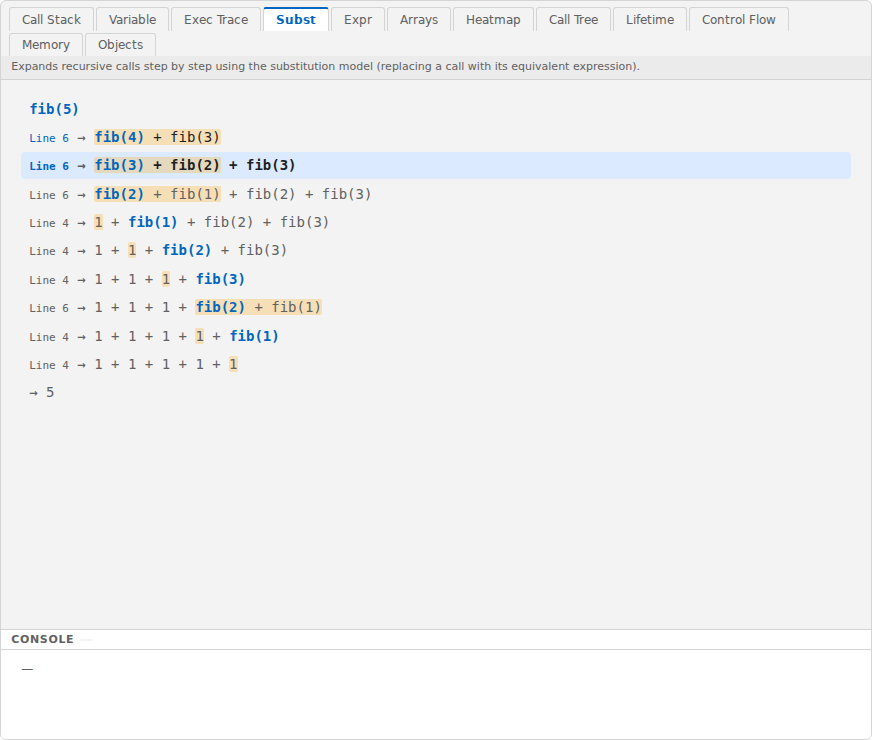 Call Stack Variable Exec Trace Subst Expr Arrays Heatmap Call Tree Lifetime Control Flow
Memory Objects
Expands recursive calls step by step using the substitution model (replacing a call with its equivalent expression).
fib(5)
Line 6 → fib(4) + fib(3)
Line 6 → fib(3) + fib(2) + fib(3)
Line 6 → fib(2) + fib(1) + fib(2) + fib(3)
Line 4 → 1 + fib(1) + fib(2) + fib(3)
Line 4 → 1 + 1 + fib(2) + fib(3)
Line 4 → 1 + 1 + 1 + fib(3)
Line 6 → 1 + 1 + 1 + fib(2) + fib(1)
Line 4 → 1 + 1 + 1 + 1 + fib(1)
Line 4 → 1 + 1 + 1 + 1 + 1
→ 5
CONSOLE —
—